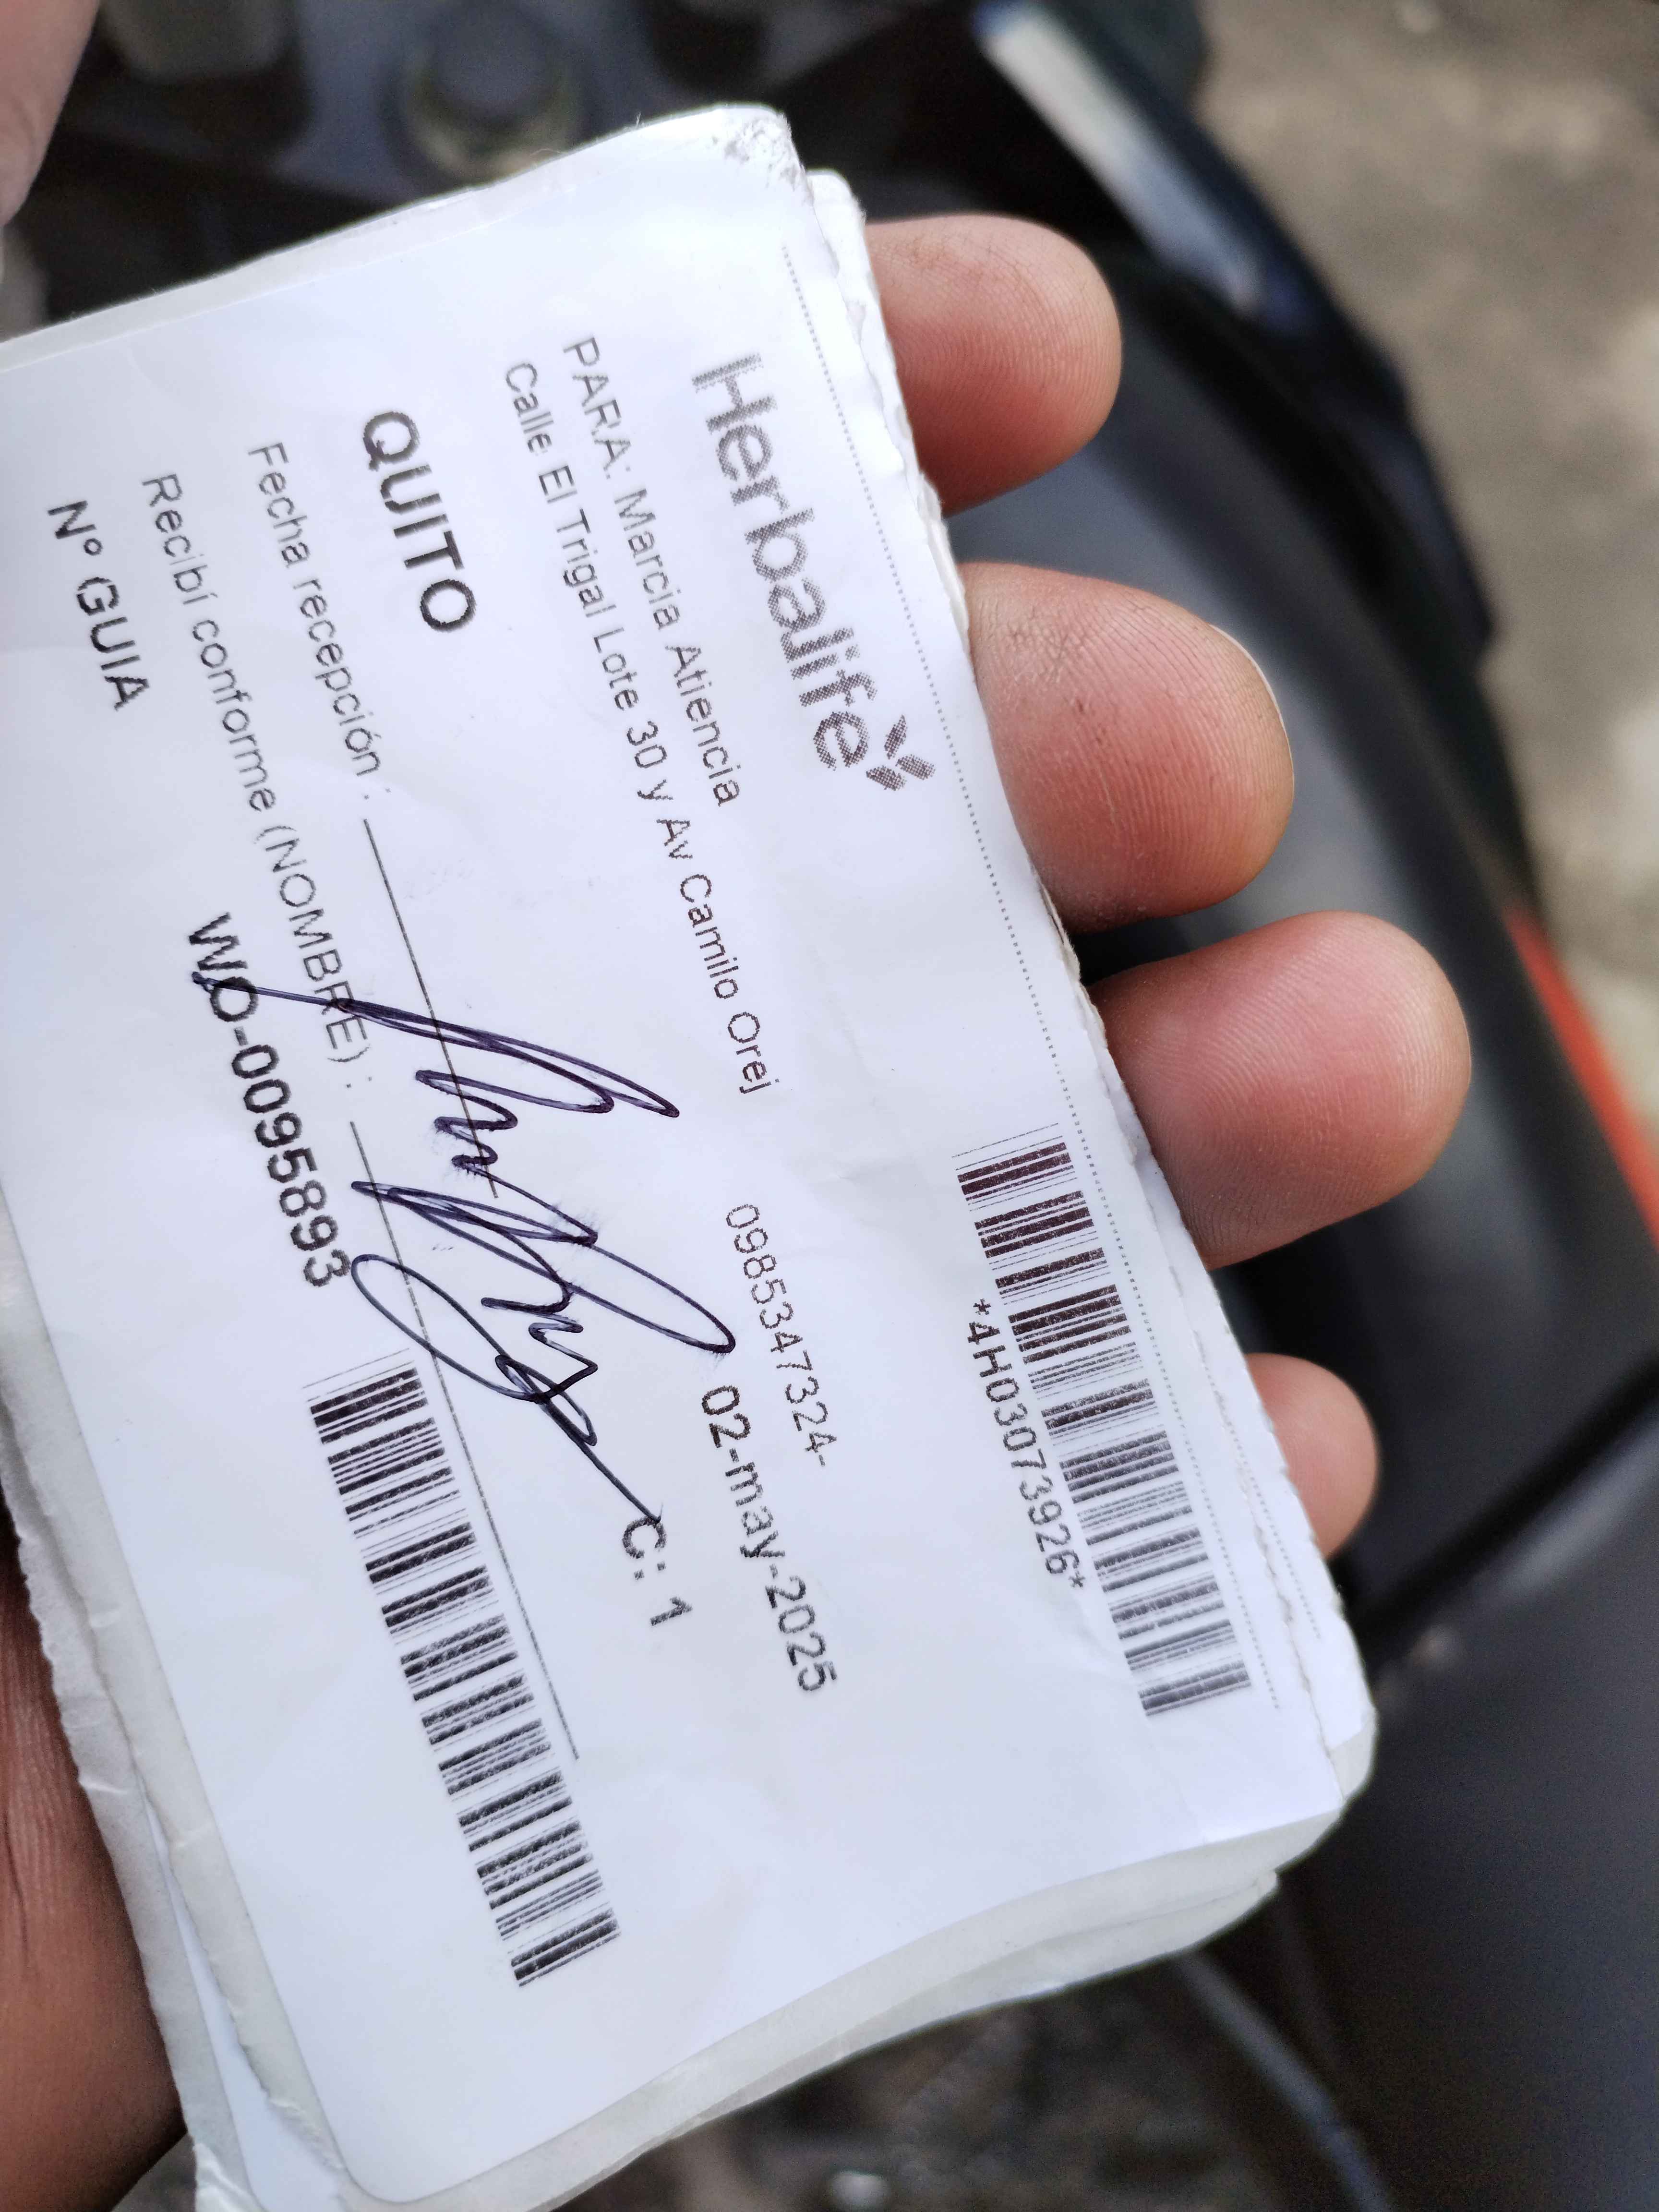 Herbalife
*4H03073926*
PARA: Marcia Atiencia
Calle El Trigal Lote 30 y Av Camilo Orej
0985347324-
02-may-2025
QUITO
C: 1
Fecha recepción :
Recibí conforme (NOMBRE) :
N° GUIA
WO-0095893